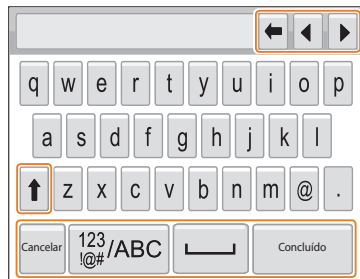 q w e r t y u i o p
a s d f g h j k l
z x c v b n m @ .
Cancelar 123 !@# /ABC Concluído